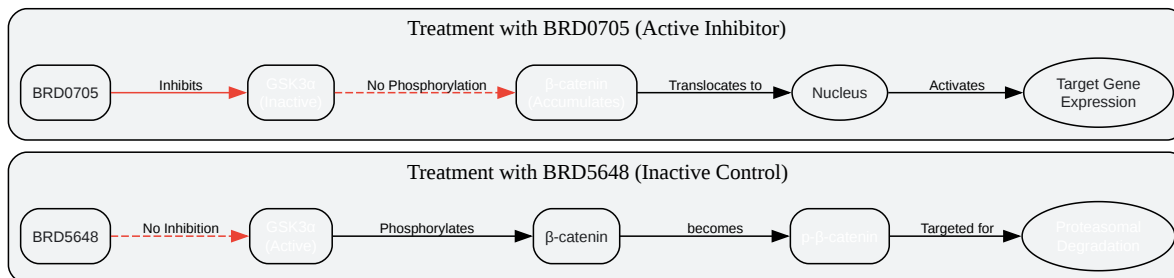 Treatment with BRD0705 (Active Inhibitor)
BRD0705
Inhibits
GSK3α
(Inactive)
No Phosphorylation
β-catenin
(Accumulates)
Translocates to
Nucleus
Activates
Target Gene
Expression
Treatment with BRD5648 (Inactive Control)
BRD5648
No Inhibition
GSK3α
(Active)
Phosphorylates
β-catenin
becomes
p-β-catenin
Targeted for
Proteasomal
Degradation